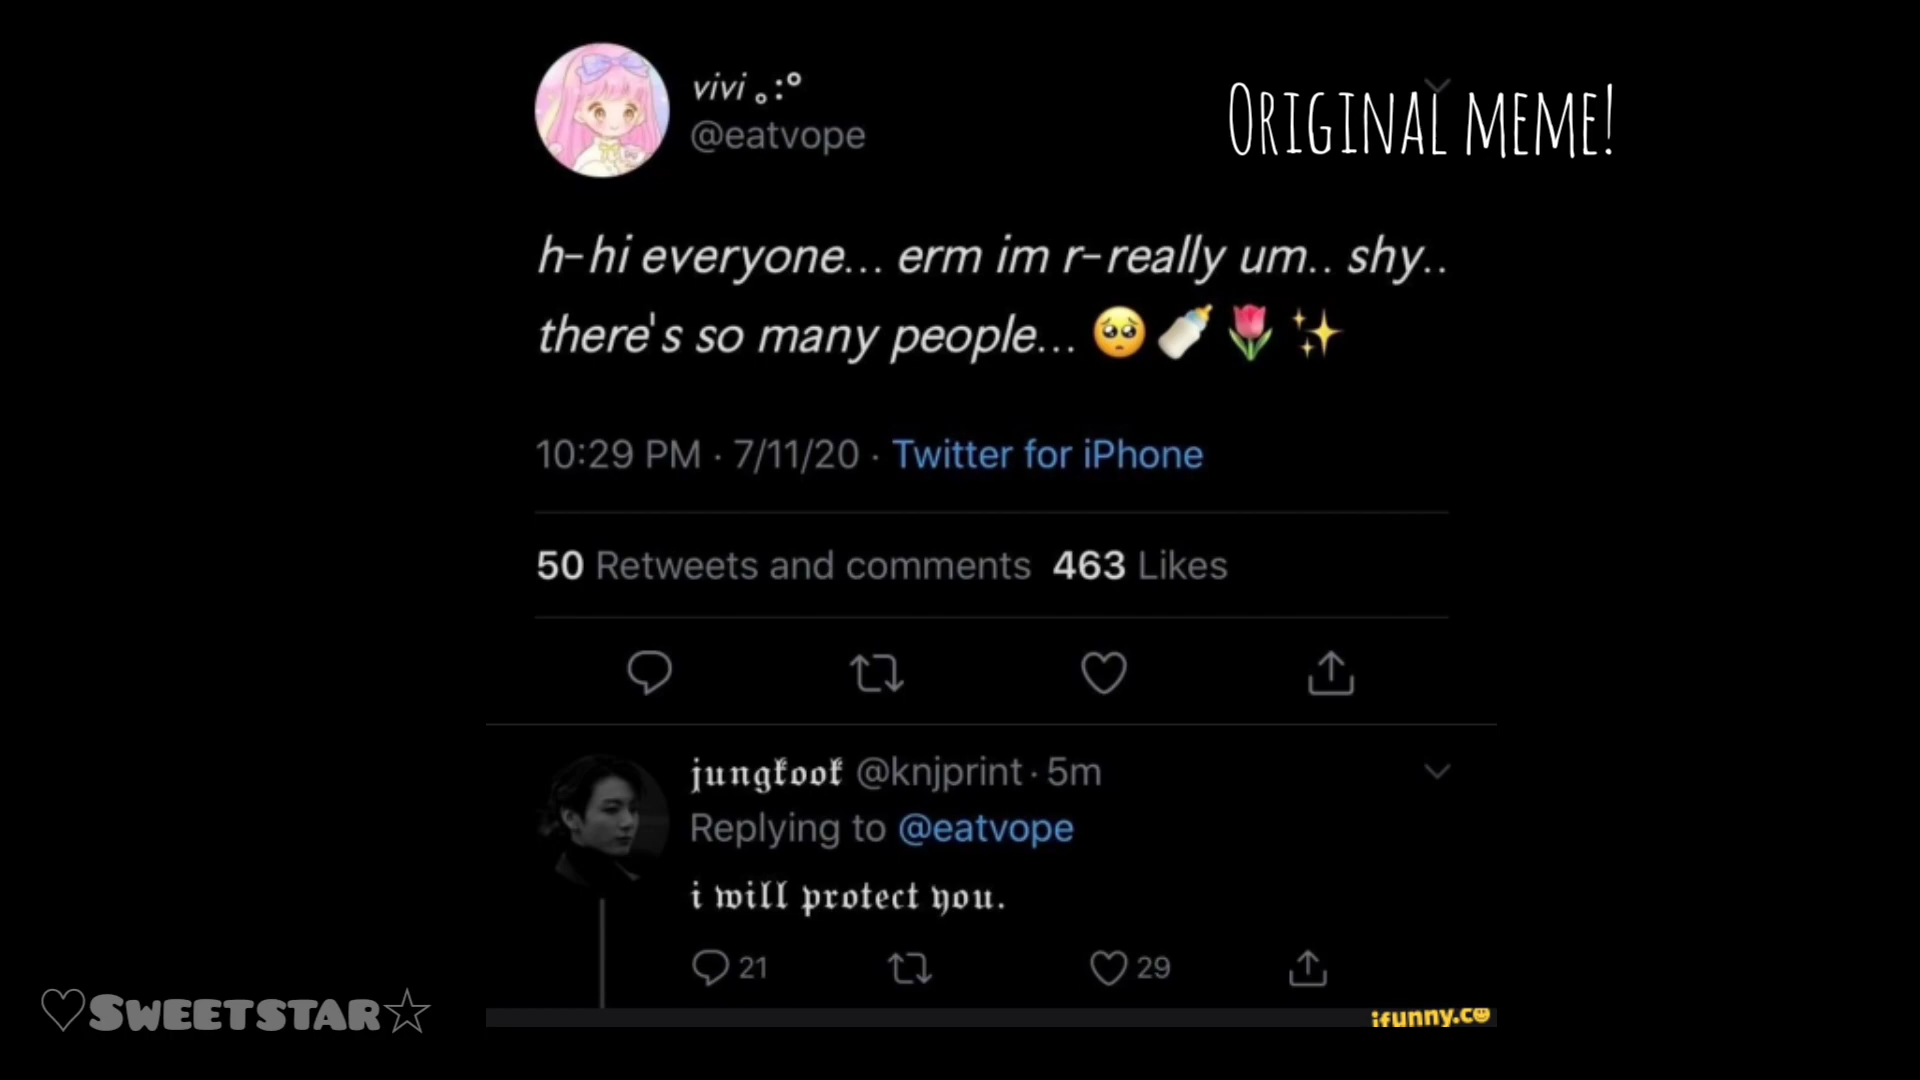 vivi ｡:°
@eatvope
Original meme!
h-hi everyone... erm im r-really um.. shy..
there's so many people... 🥺🍼🌷✨
10:29 PM · 7/11/20 · Twitter for iPhone
50 Retweets and comments 463 Likes
𝖏𝖚𝖓𝖌𝖐𝖔𝖔𝖐 @knjprint · 5m
Replying to @eatvope
𝖎 𝖜𝖎𝖑𝖑 𝖕𝖗𝖔𝖙𝖊𝖈𝖙 𝖞𝖔𝖚.
21 29
♡Sweetstar☆
ifunny.co